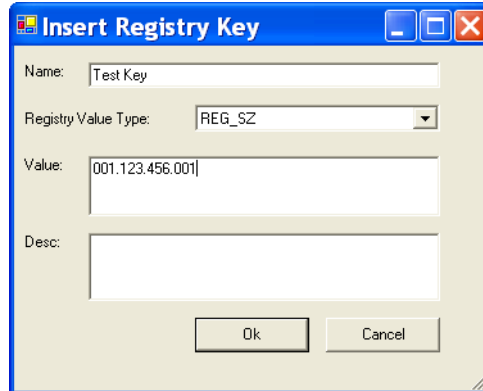 Insert Registry Key
Name: Test Key
Registry Value Type: REG_SZ
Value: 001.123.456.001
Desc:
Ok Cancel